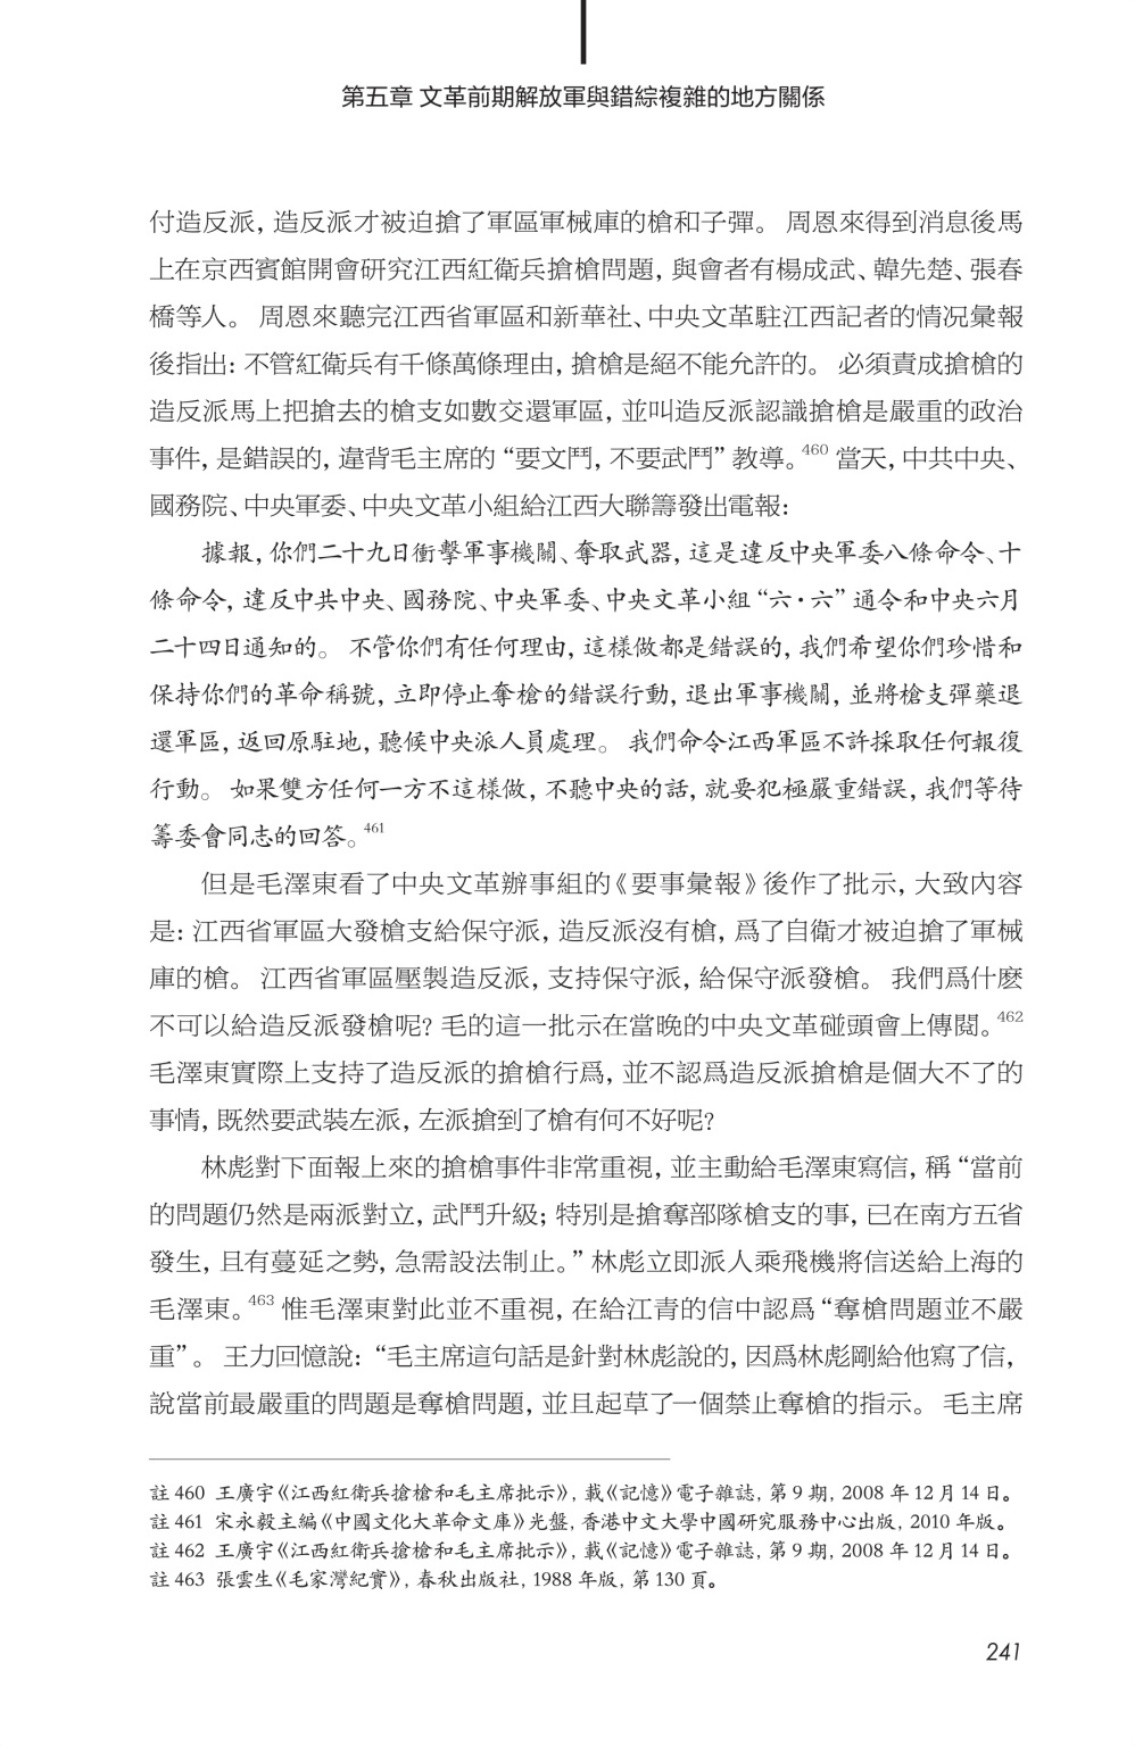 第五章 文革前期解放軍與錯綜複雜的地方關係
付造反派, 造反派才被迫搶了軍區軍械庫的槍和子彈。 周恩來得到消息後馬
上在京西賓館開會研究江西紅衛兵搶槍問題, 與會者有楊成武、韓先楚、張春
橋等人。 周恩來聽完江西省軍區和新華社、中央文革駐江西記者的情況彙報
後指出: 不管紅衛兵有千條萬條理由, 搶槍是絕不能允許的。 必須責成搶槍的
造反派馬上把搶去的槍支如數交還軍區, 並叫造反派認識搶槍是嚴重的政治
事件, 是錯誤的, 違背毛主席的 “要文鬥, 不要武鬥” 教導。460 當天, 中共中央、
國務院、中央軍委、中央文革小組給江西大聯籌發出電報:
據報, 你們二十九日衝擊軍事機關、奪取武器, 這是違反中央軍委八條命令、十
條命令, 違反中共中央、國務院、中央軍委、中央文革小組 “六·六” 通令和中央六月
二十四日通知的。 不管你們有任何理由, 這樣做都是錯誤的, 我們希望你們珍惜和
保持你們的革命稱號, 立即停止奪槍的錯誤行動, 退出軍事機關, 並將槍支彈藥退
還軍區, 返回原駐地, 聽候中央派人員處理。 我們命令江西軍區不許採取任何報復
行動。 如果雙方任何一方不這樣做, 不聽中央的話, 就要犯極嚴重錯誤, 我們等待
籌委會同志的回答。461
但是毛澤東看了中央文革辦事組的《要事彙報》後作了批示, 大致內容
是: 江西省軍區大發槍支給保守派, 造反派沒有槍, 爲了自衛才被迫搶了軍械
庫的槍。 江西省軍區壓製造反派, 支持保守派, 給保守派發槍。 我們爲什麽
不可以給造反派發槍呢? 毛的這一批示在當晚的中央文革碰頭會上傳閱。462
毛澤東實際上支持了造反派的搶槍行爲, 並不認爲造反派搶槍是個大不了的
事情, 既然要武裝左派, 左派搶到了槍有何不好呢?
林彪對下面報上來的搶槍事件非常重視, 並主動給毛澤東寫信, 稱 “當前
的問題仍然是兩派對立, 武鬥升級; 特別是搶奪部隊槍支的事, 已在南方五省
發生, 且有蔓延之勢, 急需設法制止。” 林彪立即派人乘飛機將信送給上海的
毛澤東。463 惟毛澤東對此並不重視, 在給江青的信中認爲 “奪槍問題並不嚴
重” 。 王力回憶說: “毛主席這句話是針對林彪說的, 因爲林彪剛給他寫了信,
說當前最嚴重的問題是奪槍問題, 並且起草了一個禁止奪槍的指示。 毛主席
註 460 王廣宇《江西紅衛兵搶槍和毛主席批示》, 載《記憶》電子雜誌, 第 9 期, 2008 年 12 月 14 日。
註 461 宋永毅主編《中國文化大革命文庫》光盤, 香港中文大學中國研究服務中心出版, 2010 年版。
註 462 王廣宇《江西紅衛兵搶槍和毛主席批示》, 載《記憶》電子雜誌, 第 9 期, 2008 年 12 月 14 日。
註 463 張雲生《毛家灣紀實》, 春秋出版社, 1988 年版, 第 130 頁。
241